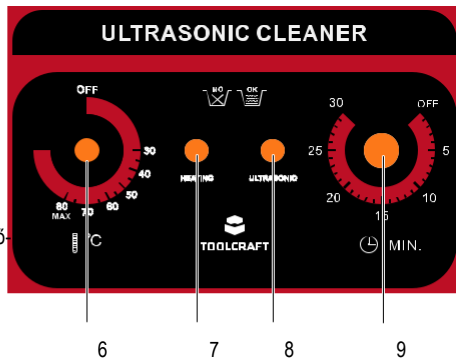 ULTRASONIC CLEANER
OFF
30
40
50
60
70
80
MAX
°C
NO
OK
HEATING
ULTRASONIC
TOOLCRAFT
30
OFF
25
5
20
10
15
MIN.
6
7
8
9